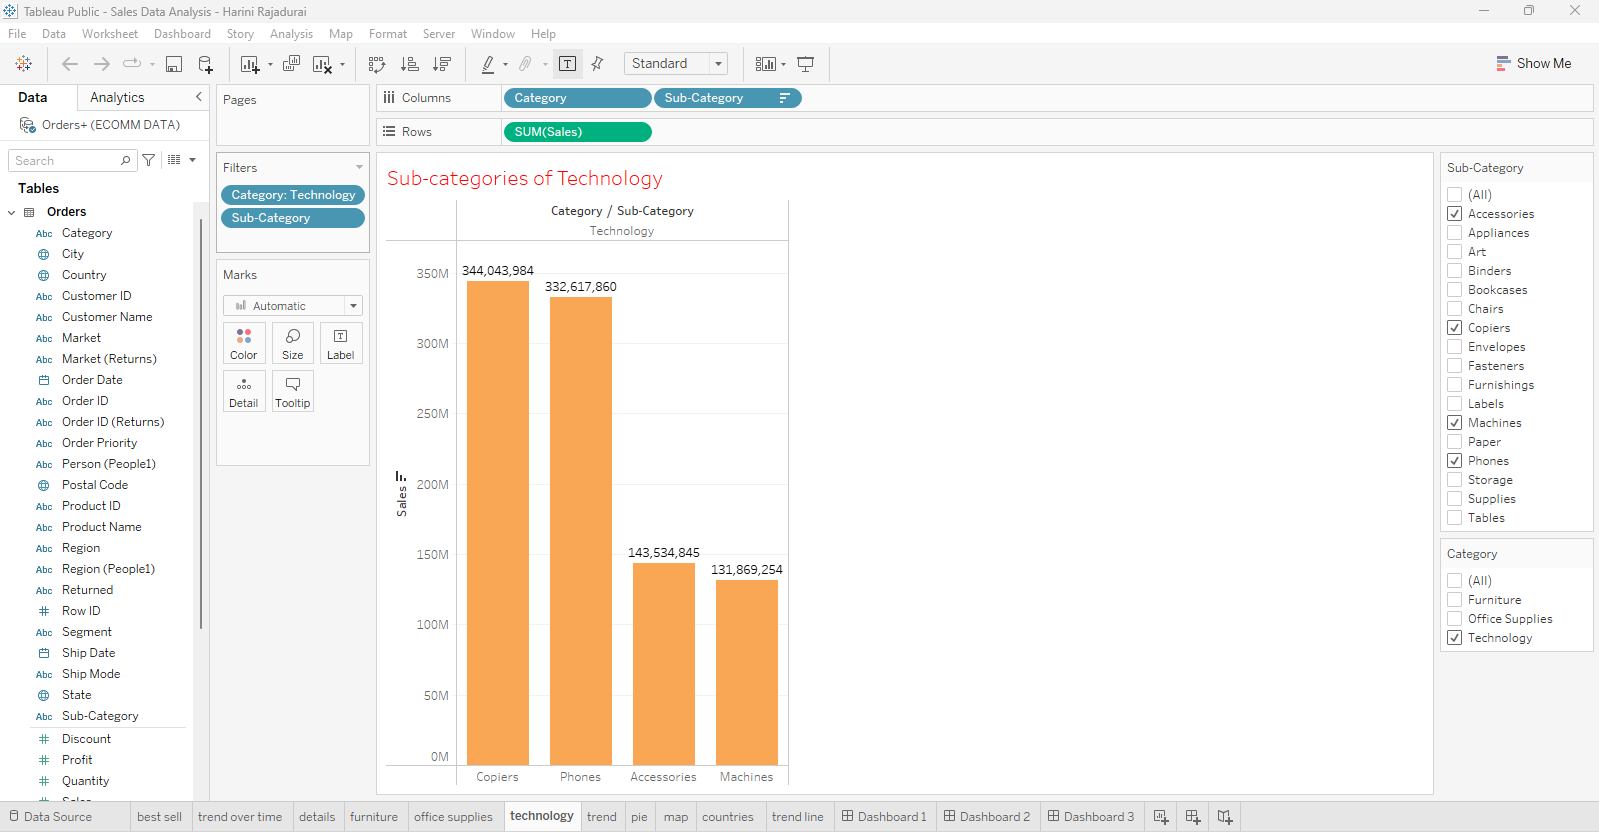 Tableau Public - Sales Data Analysis - Harini Rajadurai
File Data Worksheet Dashboard Story Analysis Map Format Server Window Help
Standard
Show Me
Data Analytics
Orders+ (ECOMM DATA)
Search
Tables
Orders
Abc Category
City
Country
Abc Customer ID
Abc Customer Name
Abc Market
Abc Market (Returns)
Order Date
Abc Order ID
Abc Order ID (Returns)
Abc Order Priority
Abc Person (People1)
Postal Code
Abc Product ID
Abc Product Name
Abc Region
Abc Region (People1)
Abc Returned
Row ID
Abc Segment
Ship Date
Abc Ship Mode
State
Abc Sub-Category
Discount
Profit
Quantity
Sales
Pages
Filters
Category: Technology
Sub-Category
Marks
Automatic
Color Size Label
Detail Tooltip
Columns Category Sub-Category
Rows SUM(Sales)
Sub-categories of Technology
Category / Sub-Category
Technology
350M
300M
250M
200M
150M
100M
50M
0M
Sales
344,043,984
332,617,860
143,534,845
131,869,254
Copiers Phones Accessories Machines
Sub-Category
(All)
Accessories
Appliances
Art
Binders
Bookcases
Chairs
Copiers
Envelopes
Fasteners
Furnishings
Labels
Machines
Paper
Phones
Storage
Supplies
Tables
Category
(All)
Furniture
Office Supplies
Technology
Data Source best sell trend over time details furniture office supplies technology trend pie map countries trend line Dashboard 1 Dashboard 2 Dashboard 3